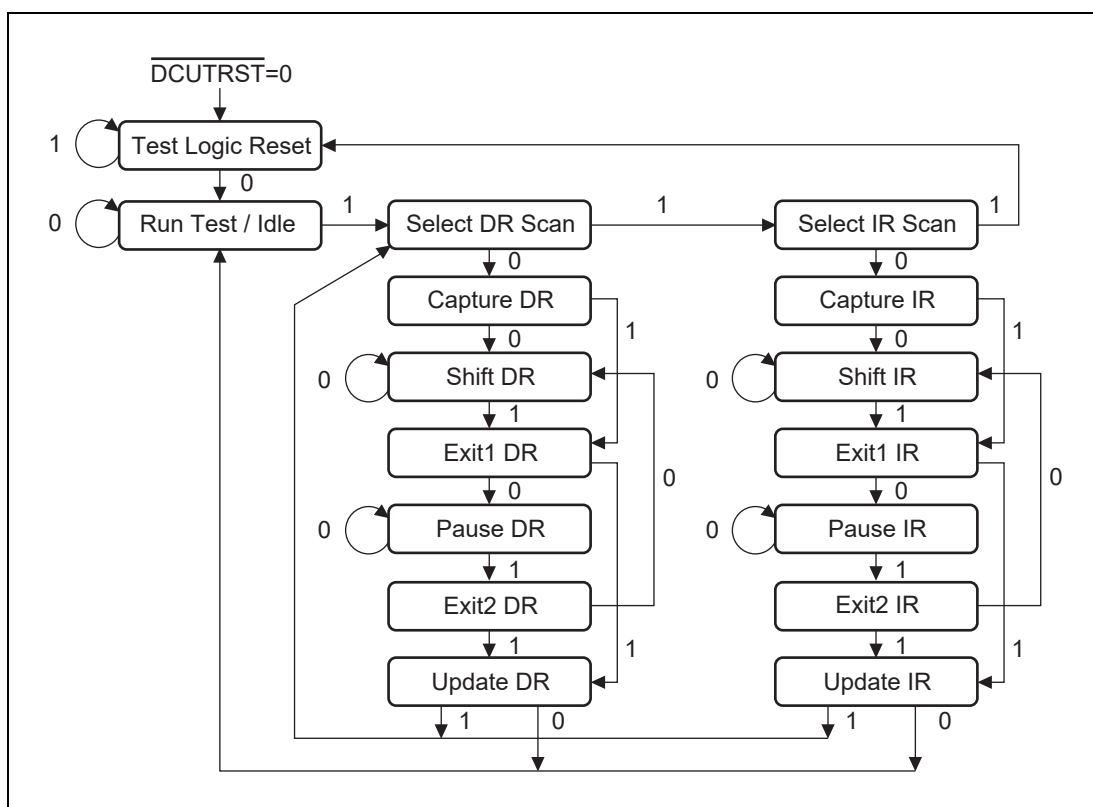 DCUTRST=0
1
Test Logic Reset
0
0
Run Test / Idle
1
Select DR Scan
1
Select IR Scan
1
0
0
Capture DR
1
Capture IR
1
0
0
0
Shift DR
0
Shift IR
1
1
Exit1 DR
0
Exit1 IR
0
0
0
0
Pause DR
0
Pause IR
1
1
Exit2 DR
Exit2 IR
1
1
1
1
Update DR
Update IR
1
0
1
0